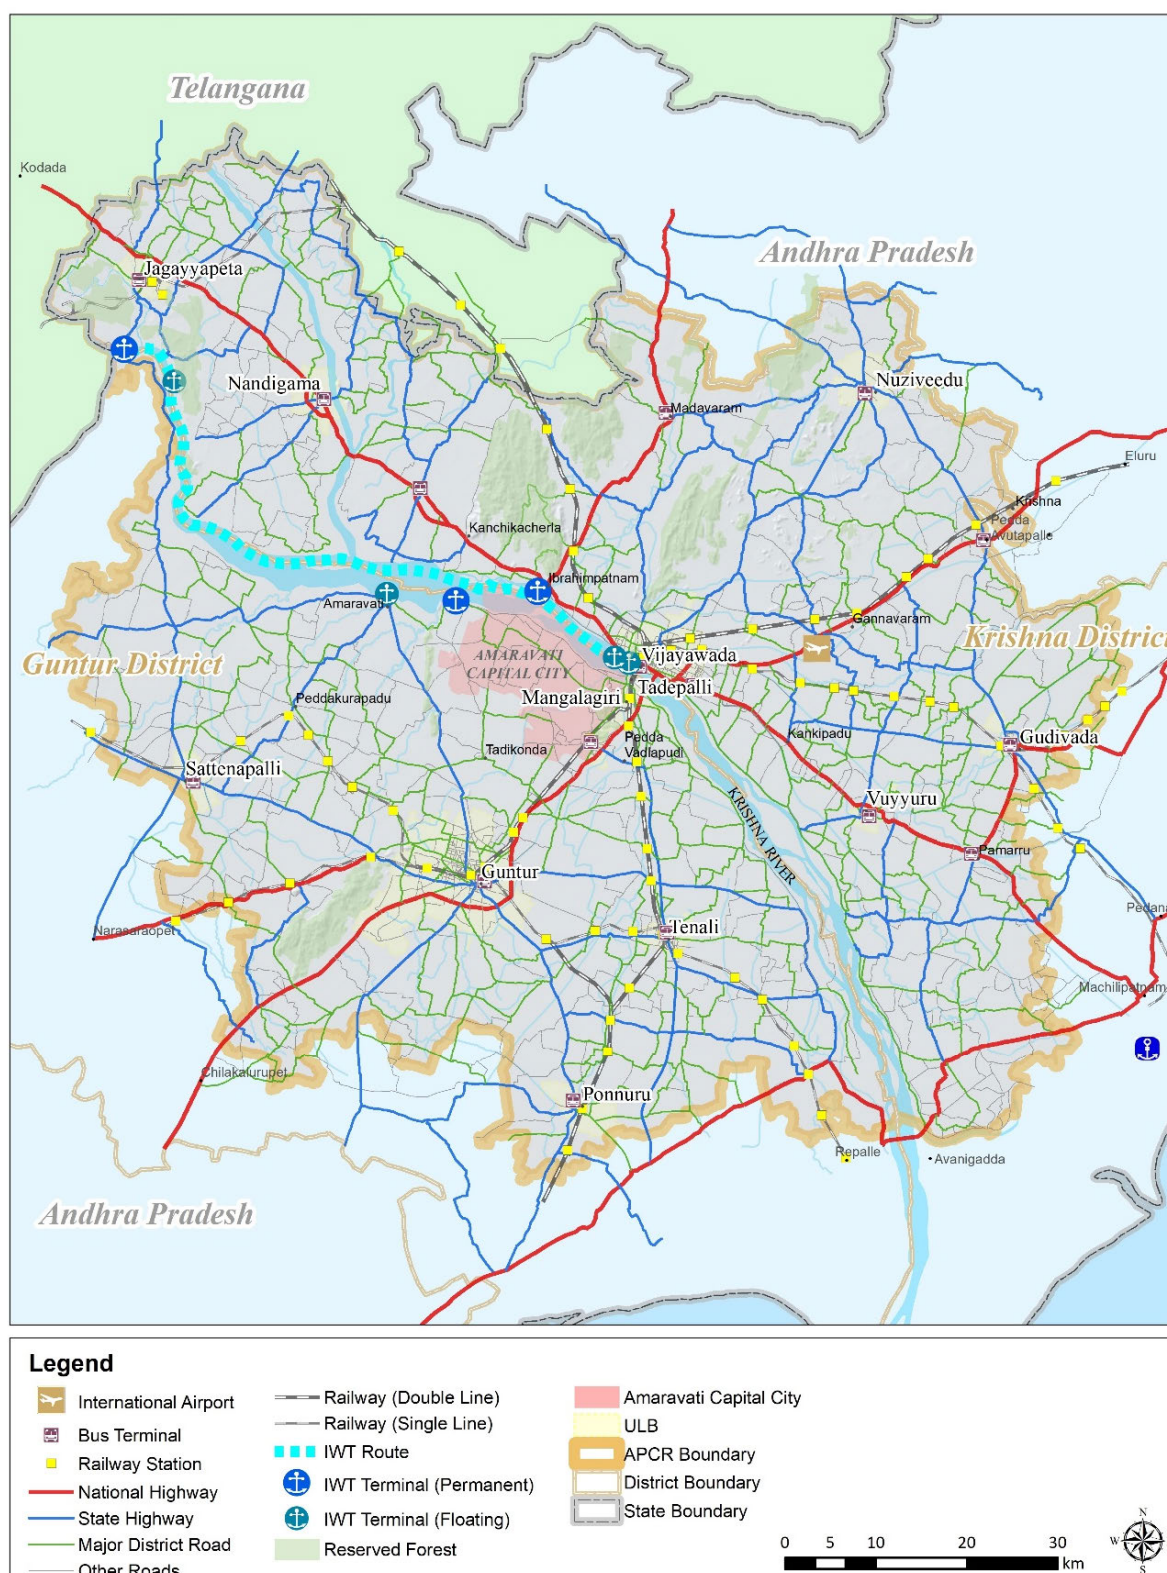 Telangana
Kodada
Andhra Pradesh
Jagayyapeta
Nandigama
Nuziveedu
Madavaram
Eluru
Krishna
Pedda
Avutapalle
Kanchikacherla
Ibrahimpatnam
Amaravati
Gannavaram
Guntur District
Krishna District
AMARAVATI
CAPITAL CITY
Vijayawada
Tadepalli
Mangalagiri
Peddakurapadu
Pedda
Vadlapudi
Tadikonda
Kankipadu
Gudivada
Sattenapalli
KRISHNA RIVER
Vuyyuru
Pamarru
Guntur
Narasaraopet
Tenali
Pedana
Machilipatnam
Chilakalurupet
Ponnuru
Repalle
Avanigadda
Andhra Pradesh
Legend
International Airport
Bus Terminal
Railway Station
National Highway
State Highway
Major District Road
Other Roads
Railway (Double Line)
Railway (Single Line)
IWT Route
IWT Terminal (Permanent)
IWT Terminal (Floating)
Reserved Forest
Amaravati Capital City
ULB
APCR Boundary
District Boundary
State Boundary
N
W E
S
0 5 10 20 30
km